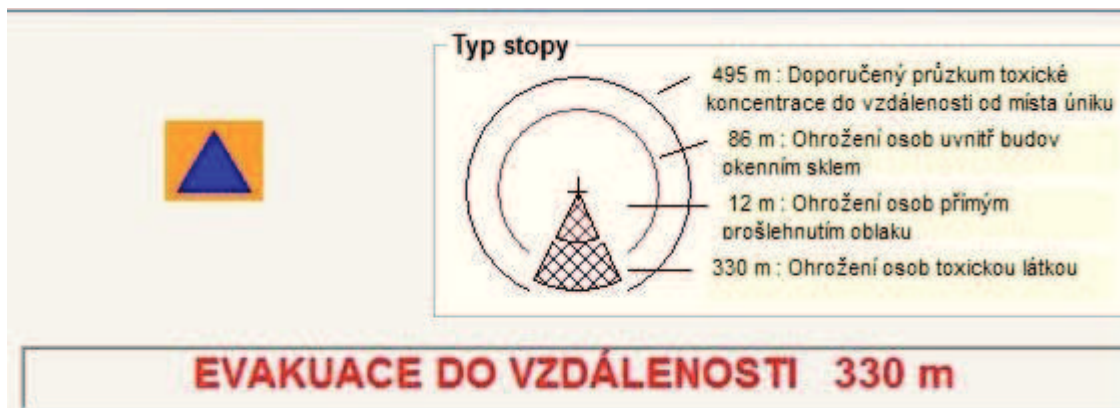 Typ stopy
495 m : Doporučený průzkum toxické
koncentrace do vzdálenosti od místa úniku
86 m : Ohrožení osob uvnitř budov
okenním sklem
12 m : Ohrožení osob přímým
prošlehnutím oblaku
330 m : Ohrožení osob toxickou látkou
EVAKUACE DO VZDÁLENOSTI 330 m